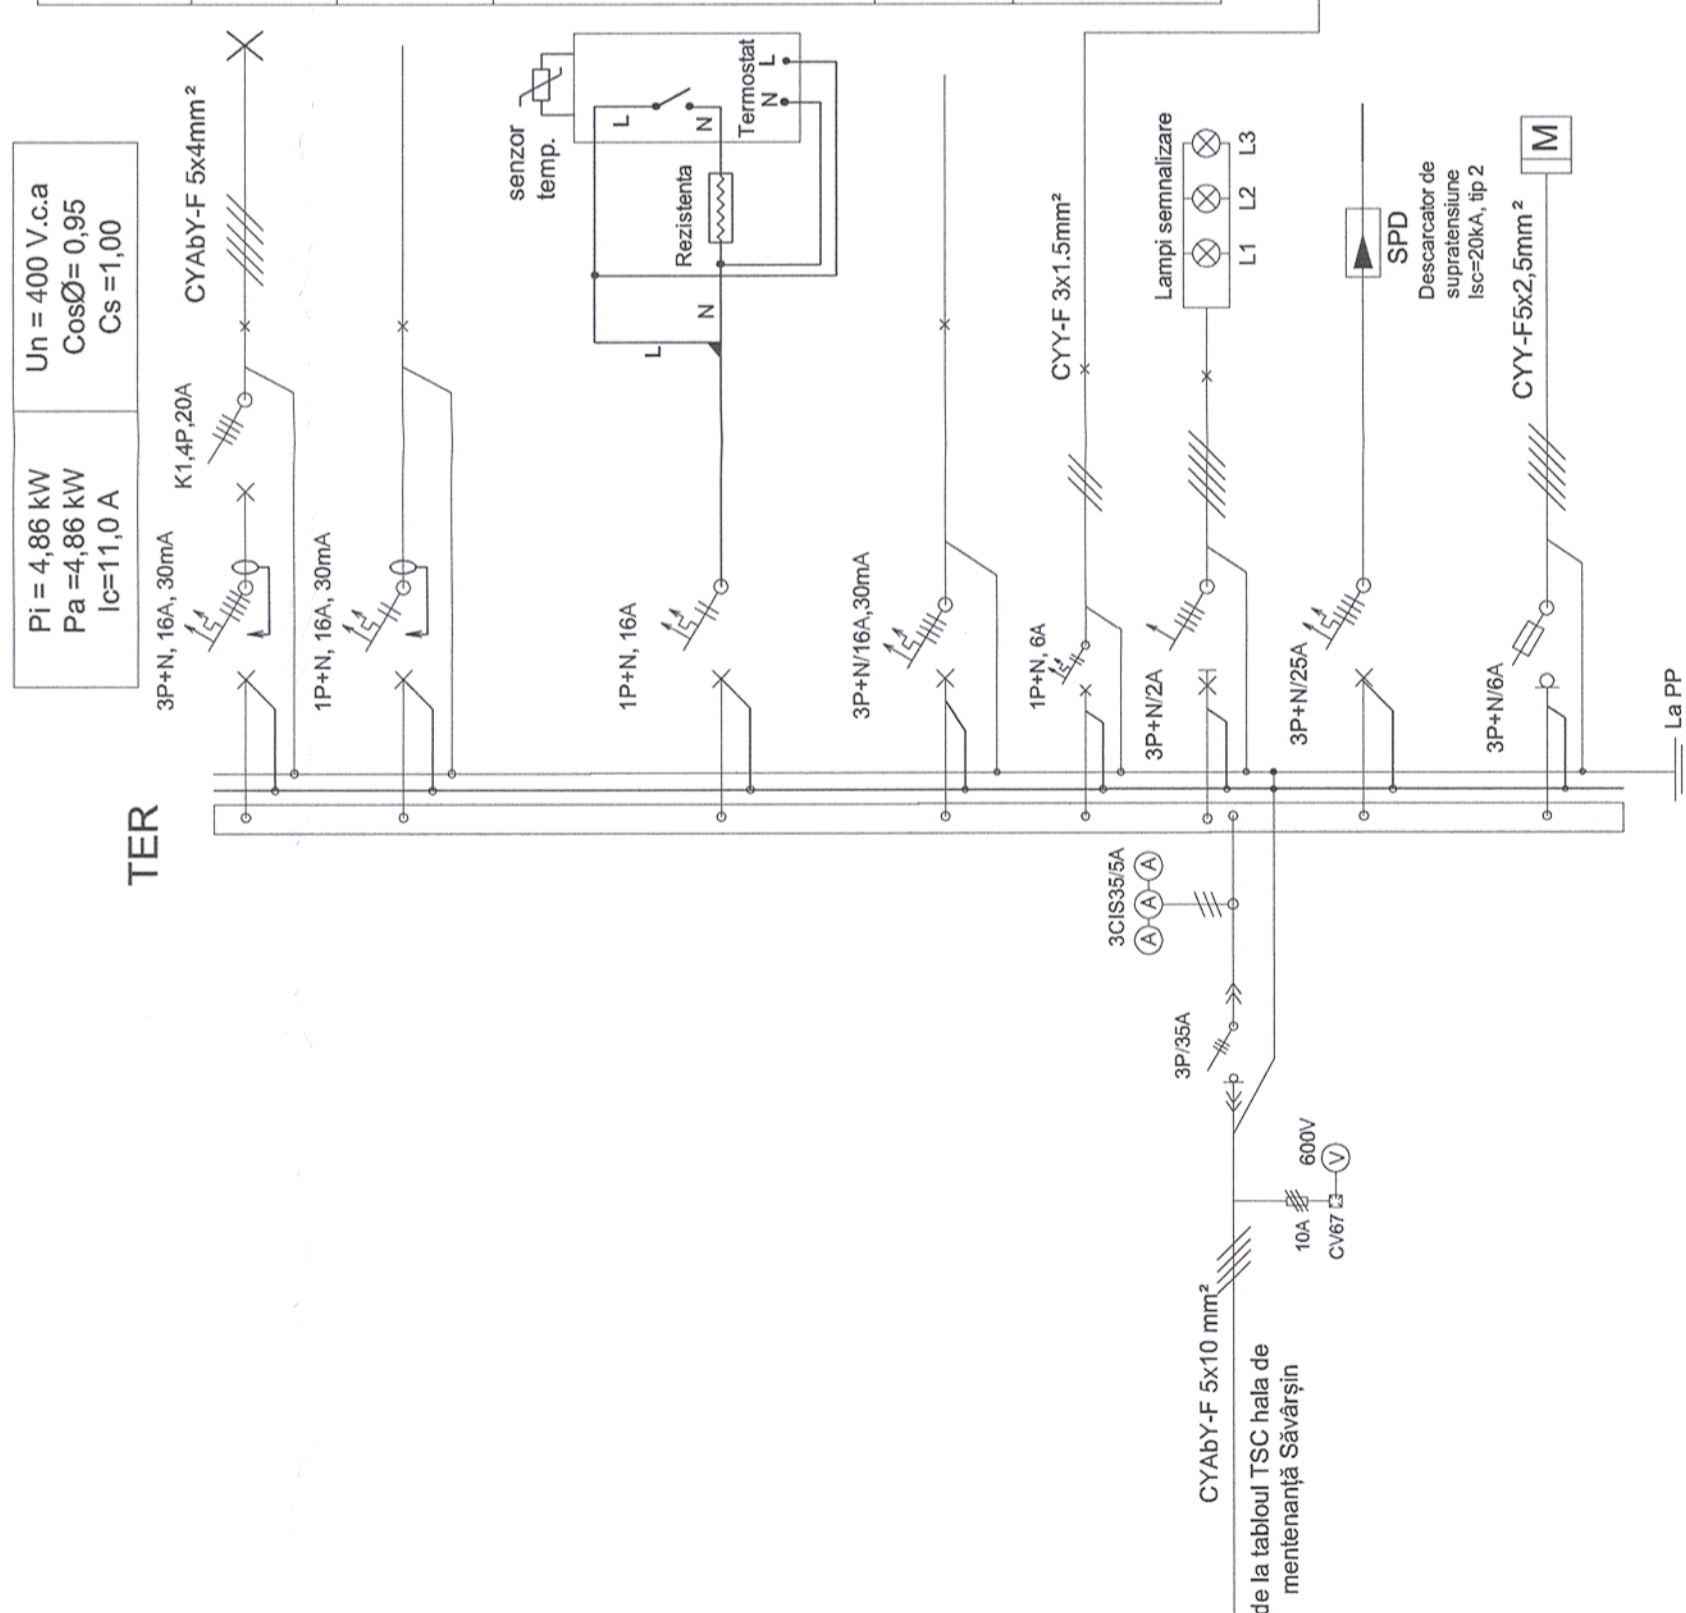 TER
Pi = 4,86 kW
Pa =4,86 kW
Ic=11,0 A
Un = 400 V.c.a
CosØ= 0,95
Cs =1,00
3P+N, 16A, 30mA
K1,4P,20A
CYAbY-F 5x4mm²
1P+N, 16A, 30mA
1P+N, 16A
L
N
Rezistenta
senzor
temp.
L
N
Termostat
N
L
3P+N/16A,30mA
1P+N, 6A
CYY-F 3x1.5mm²
3P+N/2A
Lampi semnalizare
L1
L2
L3
3P+N/25A
SPD
Descarcator de
supratensiune
Isc=20kA, tip 2
3P+N/6A
CYY-F5x2,5mm²
M
La PP
3CIS35/5A
A
A
A
3P/35A
600V
V
10A
CV67
CYAbY-F 5x10 mm²
de la tabloul TSC hala de
mentenanță Săvârșin